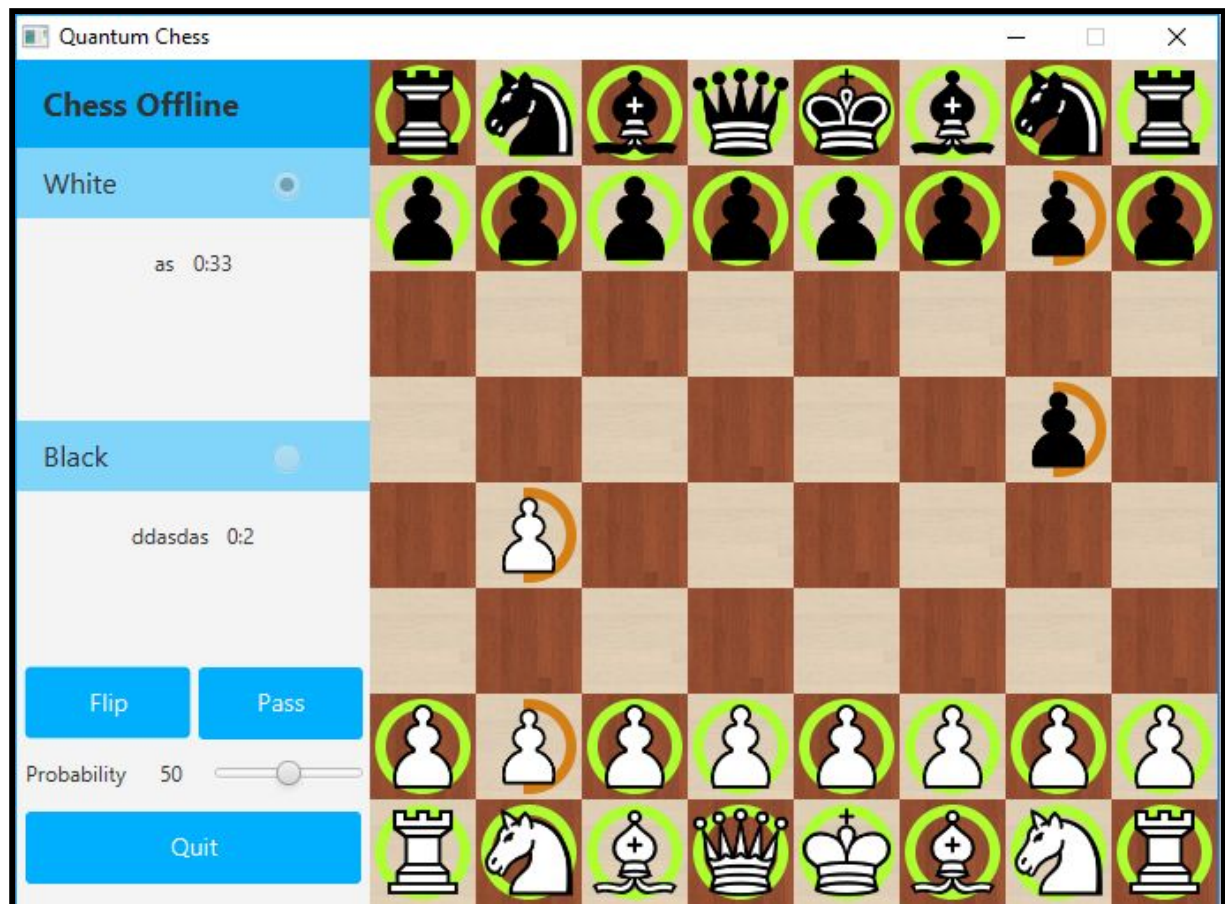 Quantum Chess
Chess Offline
White
as 0:33
Black
ddasdas 0:2
Flip Pass
Probability 50
Quit